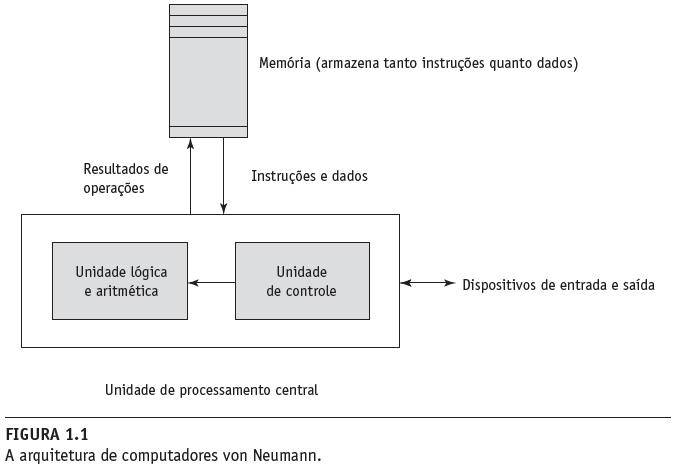 Memória (armazena tanto instruções quanto dados)
Resultados de
operações
Instruções e dados
Unidade lógica
e aritmética
Unidade
de controle
Dispositivos de entrada e saída
Unidade de processamento central
FIGURA 1.1
A arquitetura de computadores von Neumann.